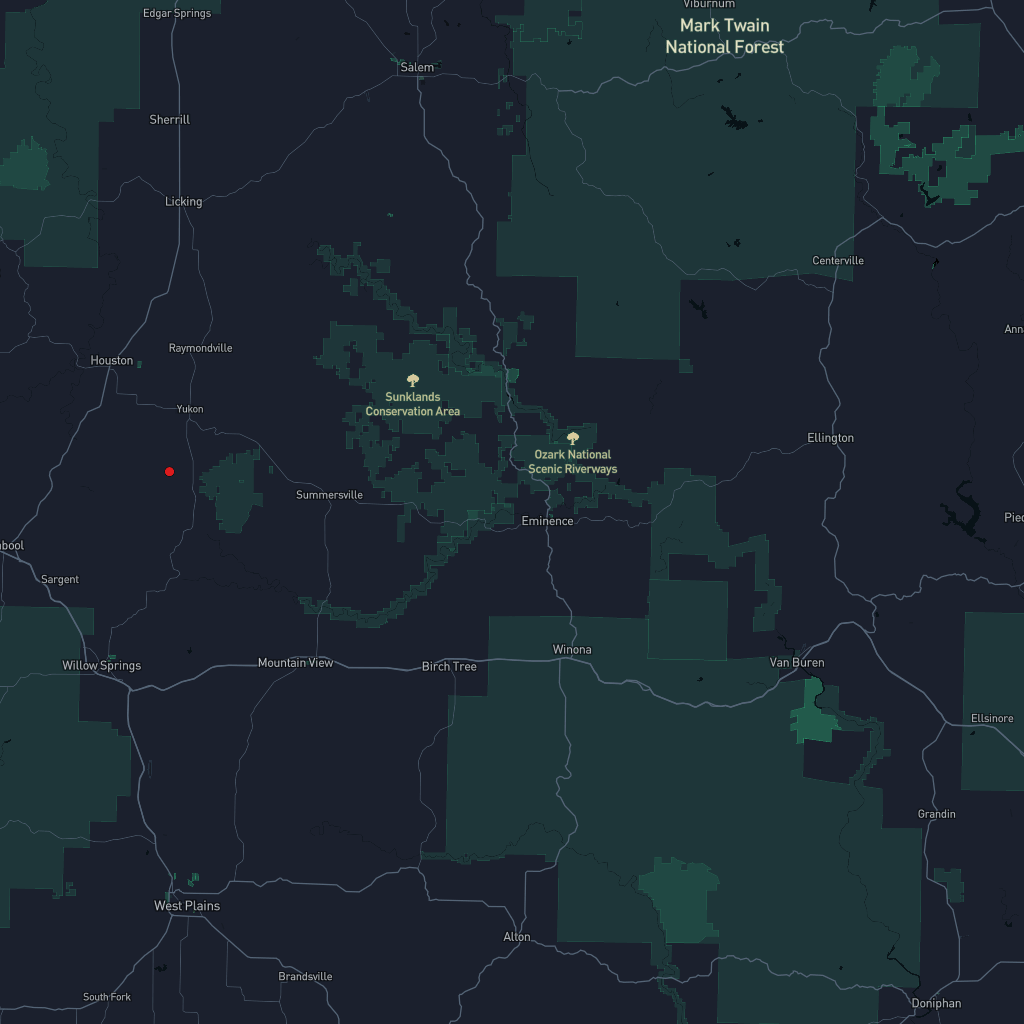 Viburnum
Edgar Springs
Mark Twain
National Forest
Salem
Sherrill
Licking
Centerville
Raymondville
Houston
Sunklands
Conservation Area
Yukon
Ellington
Ozark National
Scenic Riverways
Summersville
Eminence
Sargent
Winona
Willow Springs
Mountain View
Birch Tree
Van Buren
Ellsinore
Grandin
West Plains
Alton
Brandsville
South Fork
Doniphan